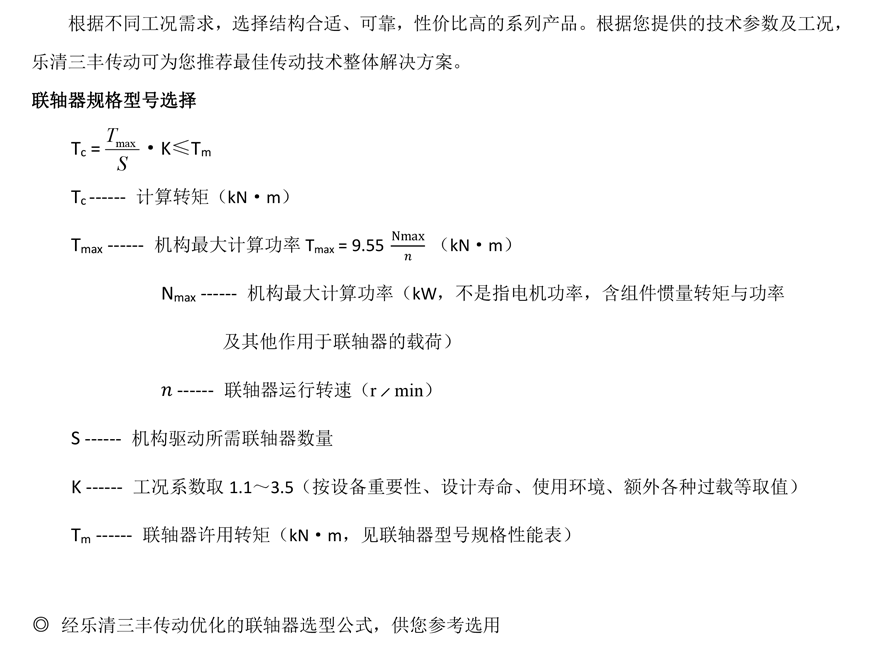 根据不同工况需求，选择结构合适、可靠，性价比高的系列产品。根据您提供的技术参数及工况，
乐清三丰传动可为您推荐最佳传动技术整体解决方案。
联轴器规格型号选择
Tc = Tmax/S · K≤Tm
Tc ------ 计算转矩（kN·m）
Tmax ------ 机构最大计算功率 Tmax = 9.55 Nmax/n （kN·m）
Nmax ------ 机构最大计算功率（kW，不是指电机功率，含组件惯量转矩与功率
及其他作用于联轴器的载荷）
n ------ 联轴器运行转速（r／min）
S ------ 机构驱动所需联轴器数量
K ------ 工况系数取 1.1～3.5（按设备重要性、设计寿命、使用环境、额外各种过载等取值）
Tm ------ 联轴器许用转矩（kN·m，见联轴器型号规格性能表）
◎ 经乐清三丰传动优化的联轴器选型公式，供您参考选用